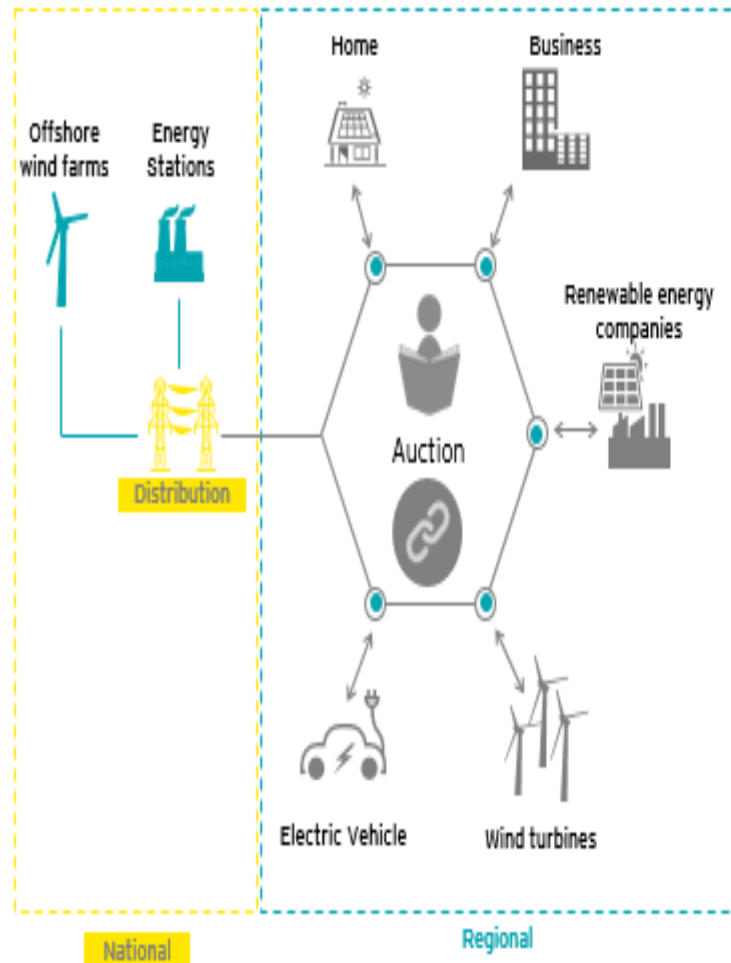 Home
Business
Offshore
wind farms
Energy
Stations
Renewable energy
companies
Auction
Distribution
Electric Vehicle
Wind turbines
National
Regional